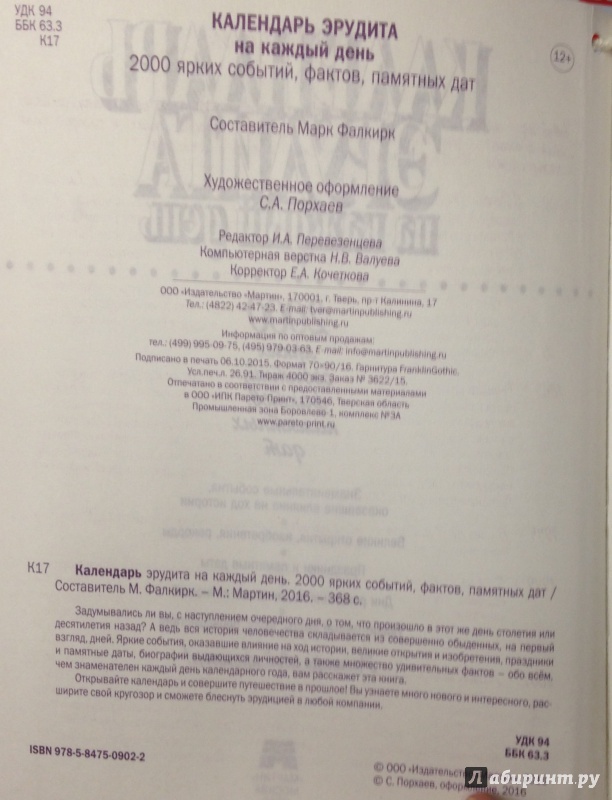 УДК 94
ББК 63.3
К17
КАЛЕНДАРЬ ЭРУДИТА
на каждый день
2000 ярких событий, фактов, памятных дат
12+
Составитель Марк Фалкирк
Художественное оформление
С.А. Порхаев
Редактор И.А. Перевезенцева
Компьютерная верстка Н.В. Валуева
Корректор Е.А. Кочеткова
ООО «Издательство «Мартин», 170001, г. Тверь, пр-т Калинина, 17
Тел.: (4822) 42-47-23. E-mail: tver@martinpublishing.ru
www.martinpublishing.ru
Информация по оптовым продажам:
тел.: (499) 995-09-75, (495) 979-03-63, E-mail: info@martinpublishing.ru
Подписано в печать 06.10.2015. Формат 70×90/16. Гарнитура FranklinGothic.
Усл.печ.л. 26,91. Тираж 4000 экз. Заказ № 3622/15.
Отпечатано в соответствии с предоставленными материалами
в ООО «ИПК Парето-Принт», 170546, Тверская область
Промышленная зона Боровлево 1, комплекс №3А
www.pareto-print.ru
К17 Календарь эрудита на каждый день. 2000 ярких событий, фактов, памятных дат /
Составитель М. Фалкирк. – М.: Мартин, 2016. – 368 с.
Задумывались ли вы, с наступлением очередного дня, о том, что произошло в этот же день столетия или
десятилетия назад? А ведь вся история человечества складывается из совершенно обыденных, на первый
взгляд, дней. Яркие события, оказавшие влияние на ход истории, великие открытия и изобретения, праздники
и памятные даты, биографии выдающихся личностей, а также множество удивительных фактов – обо всём,
чем знаменателен каждый день календарного года, вам расскажет эта книга.
Открывайте календарь и совершите путешествие в прошлое! Вы узнаете много нового и интересного, рас-
ширите свой кругозор и сможете блеснуть эрудицией в любой компании.
УДК 94
ББК 63.3
ISBN 978-5-8475-0902-2
© ООО «Издательство
© С. Порхаев, оформление, 2016
Лабиринт.ру